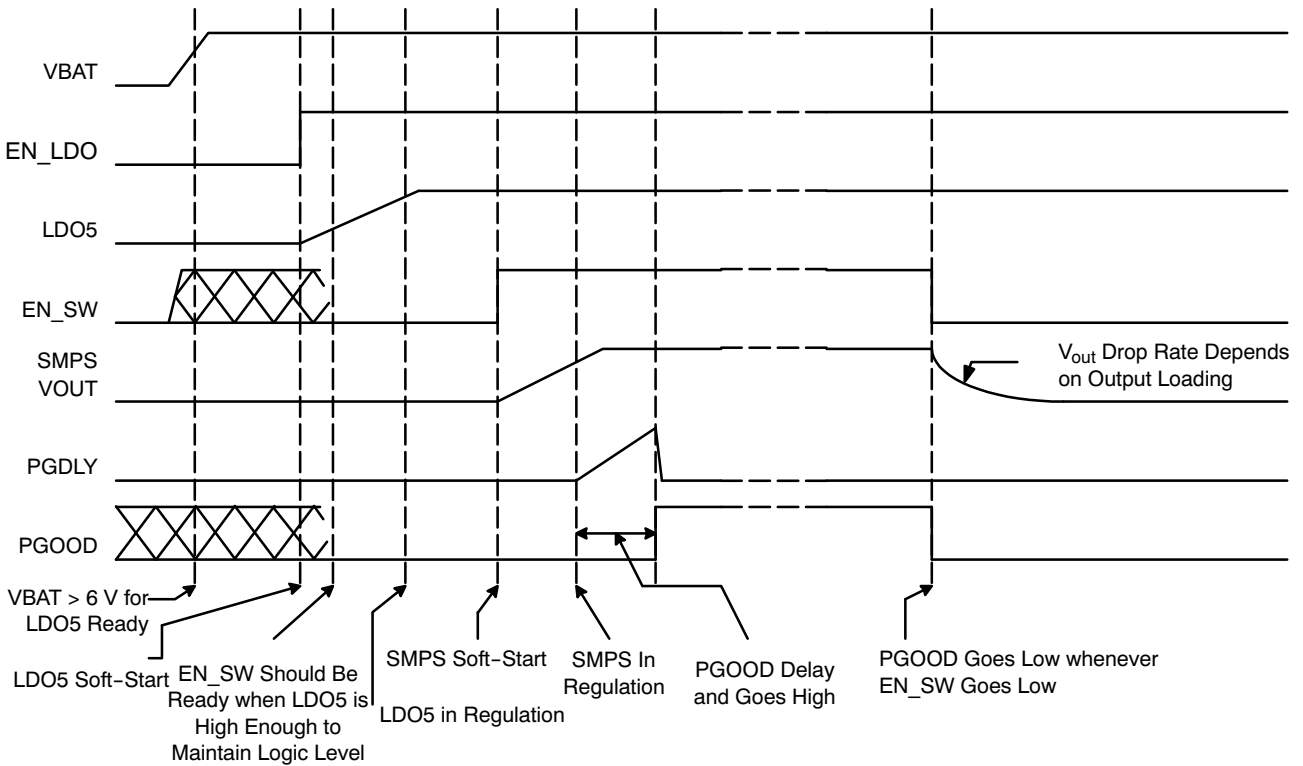 VBAT
EN_LDO
LDO5
EN_SW
SMPS
VOUT
Vout Drop Rate Depends
on Output Loading
PGDLY
PGOOD
VBAT > 6 V for
LDO5 Ready
LDO5 Soft-Start
EN_SW Should Be
Ready when LDO5 is
High Enough to
Maintain Logic Level
LDO5 in Regulation
SMPS Soft-Start
SMPS In
Regulation
PGOOD Delay
and Goes High
PGOOD Goes Low whenever
EN_SW Goes Low